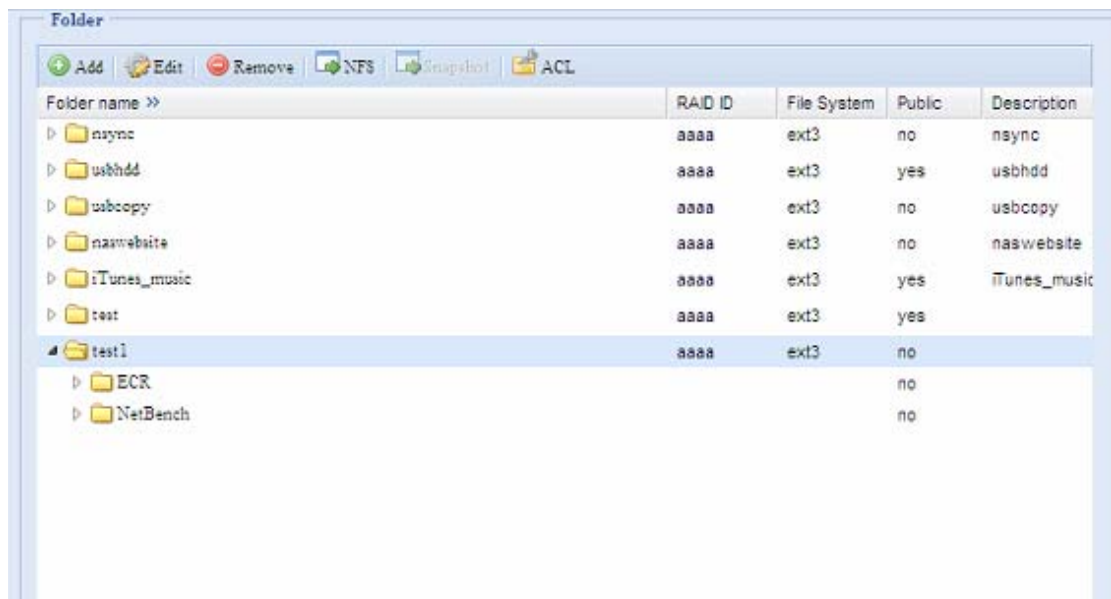 Folder
Add Edit Remove NFS Snapshot ACL
Folder name » RAID ID File System Public Description
nsync aaaa ext3 no nsync
usbhdd aaaa ext3 yes usbhdd
usbcopy aaaa ext3 no usbcopy
naswebsite aaaa ext3 no naswebsite
iTunes_music aaaa ext3 yes iTunes_music
test aaaa ext3 yes
test1 aaaa ext3 no
ECR no
NetBench no